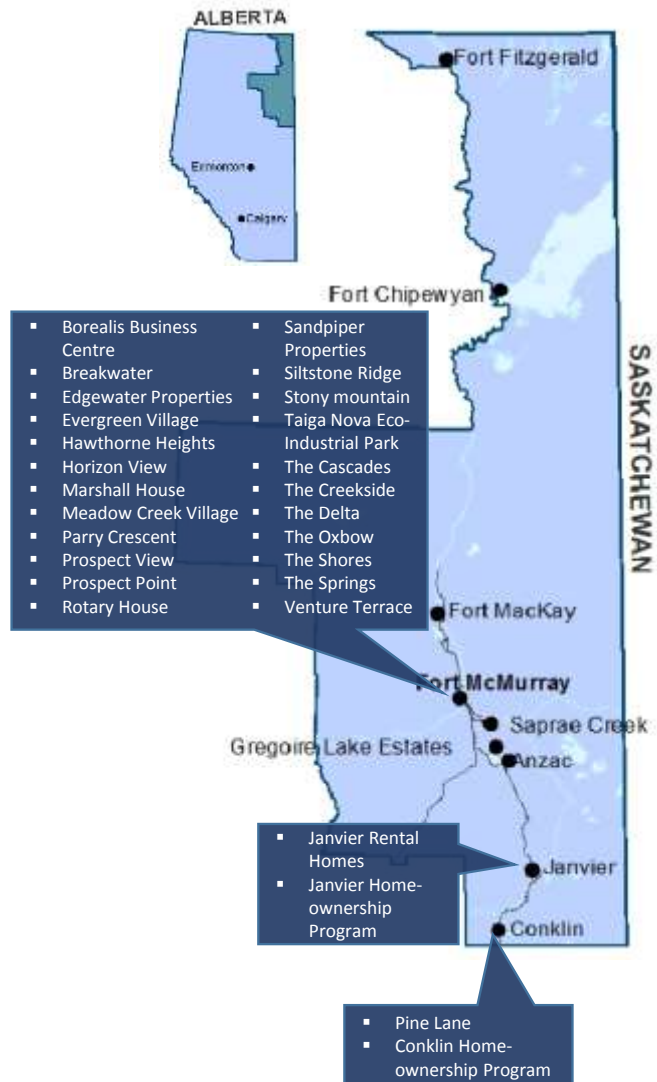 ALBERTA
Edmonton
Calgary
Fort Fitzgerald
Fort Chipewyan
SASKATCHEWAN
▪ Borealis Business
Centre
▪ Breakwater
▪ Edgewater Properties
▪ Evergreen Village
▪ Hawthorne Heights
▪ Horizon View
▪ Marshall House
▪ Meadow Creek Village
▪ Parry Crescent
▪ Prospect View
▪ Prospect Point
▪ Rotary House
▪ Sandpiper
Properties
▪ Siltstone Ridge
▪ Stony mountain
▪ Taiga Nova Eco-
Industrial Park
▪ The Cascades
▪ The Creekside
▪ The Delta
▪ The Oxbow
▪ The Shores
▪ The Springs
▪ Venture Terrace
Fort MacKay
Fort McMurray
Saprae Creek
Gregoire Lake Estates
Anzac
▪ Janvier Rental
Homes
▪ Janvier Home-
ownership
Program
Janvier
Conklin
▪ Pine Lane
▪ Conklin Home-
ownership Program